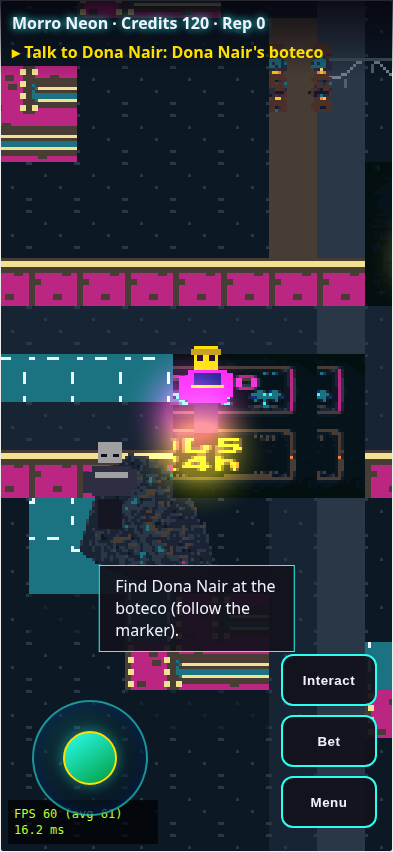 Morro Neon · Credits 120 · Rep 0
▸ Talk to Dona Nair: Dona Nair's boteco
24h
Find Dona Nair at the
boteco (follow the
marker).
Interact
Bet
Menu
FPS 60 (avg 61)
16.2 ms